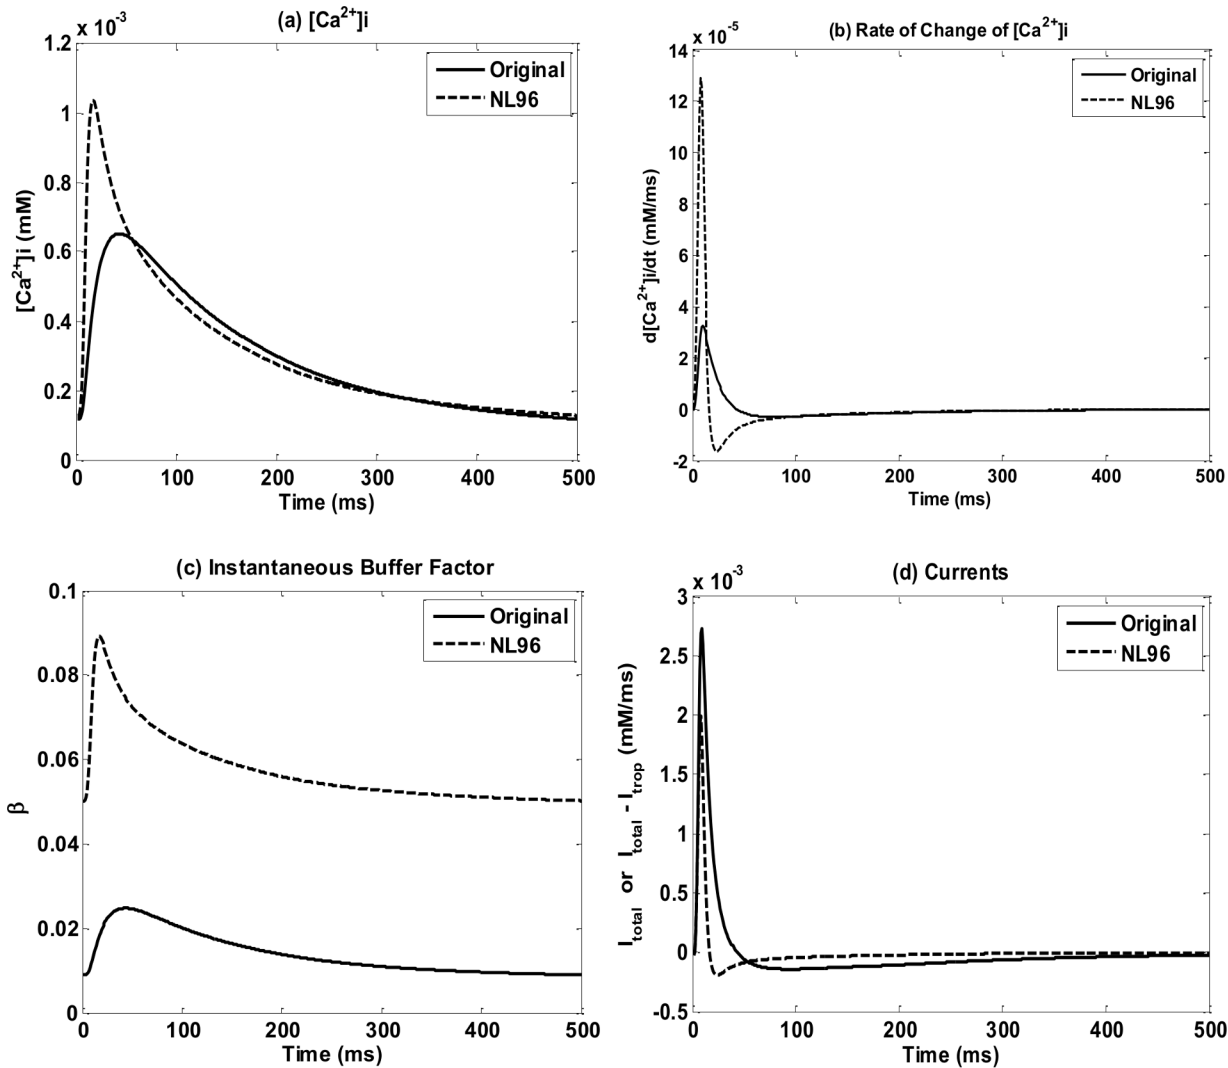 (a) [Ca2+]i
x 10-3
1.2
1
0.8
0.6
0.4
0.2
0
[Ca2+]i (mM)
Original
NL96
0 100 200 300 400 500
Time (ms)
(b) Rate of Change of [Ca2+]i
x 10-5
14
12
10
8
6
4
2
0
-2
d[Ca2+]i/dt (mM/ms)
Original
NL96
0 100 200 300 400 500
Time (ms)
(c) Instantaneous Buffer Factor
0.1
0.08
0.06
0.04
0.02
0
β
Original
NL96
0 100 200 300 400 500
Time (ms)
(d) Currents
x 10-3
3
2.5
2
1.5
1
0.5
0
-0.5
Itotal or Itotal - Itrop (mM/ms)
Original
NL96
0 100 200 300 400 500
Time (ms)